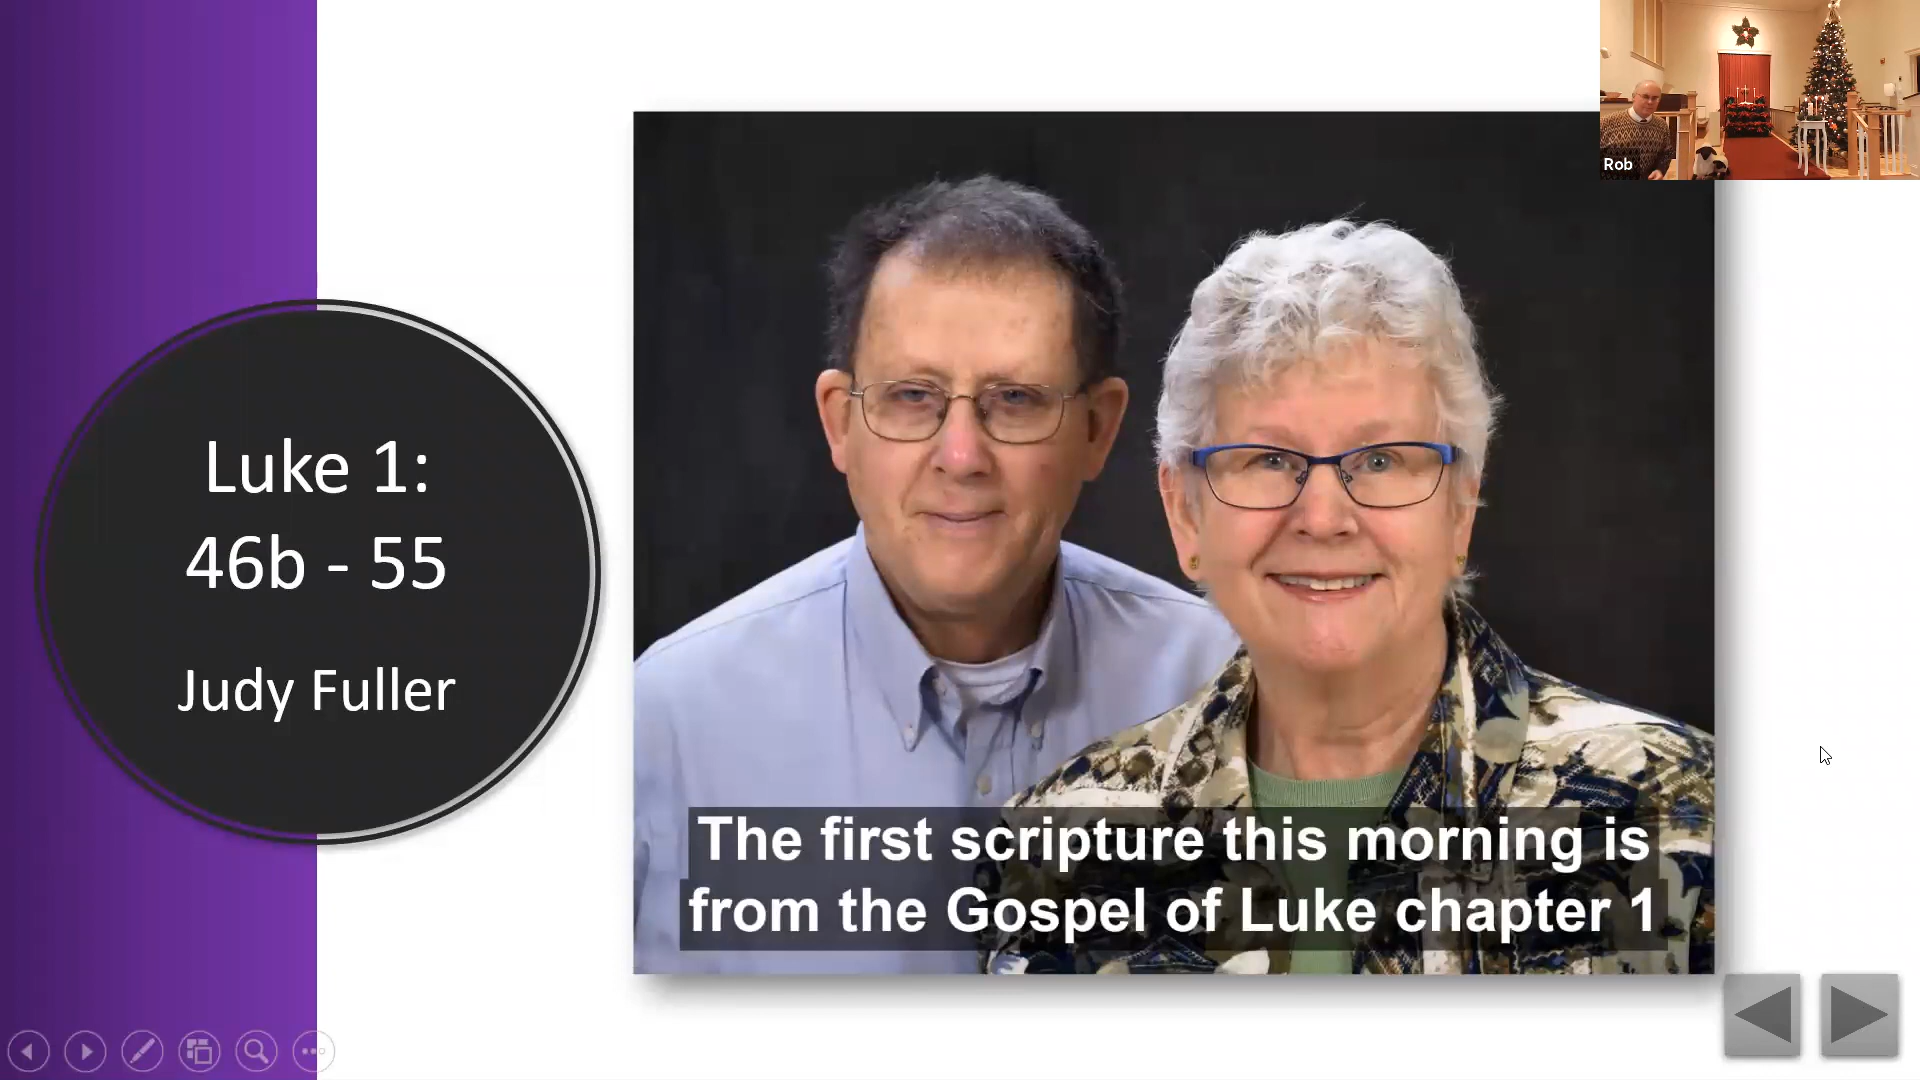 Luke 1:
46b - 55
Judy Fuller
The first scripture this morning is
from the Gospel of Luke chapter 1
Rob